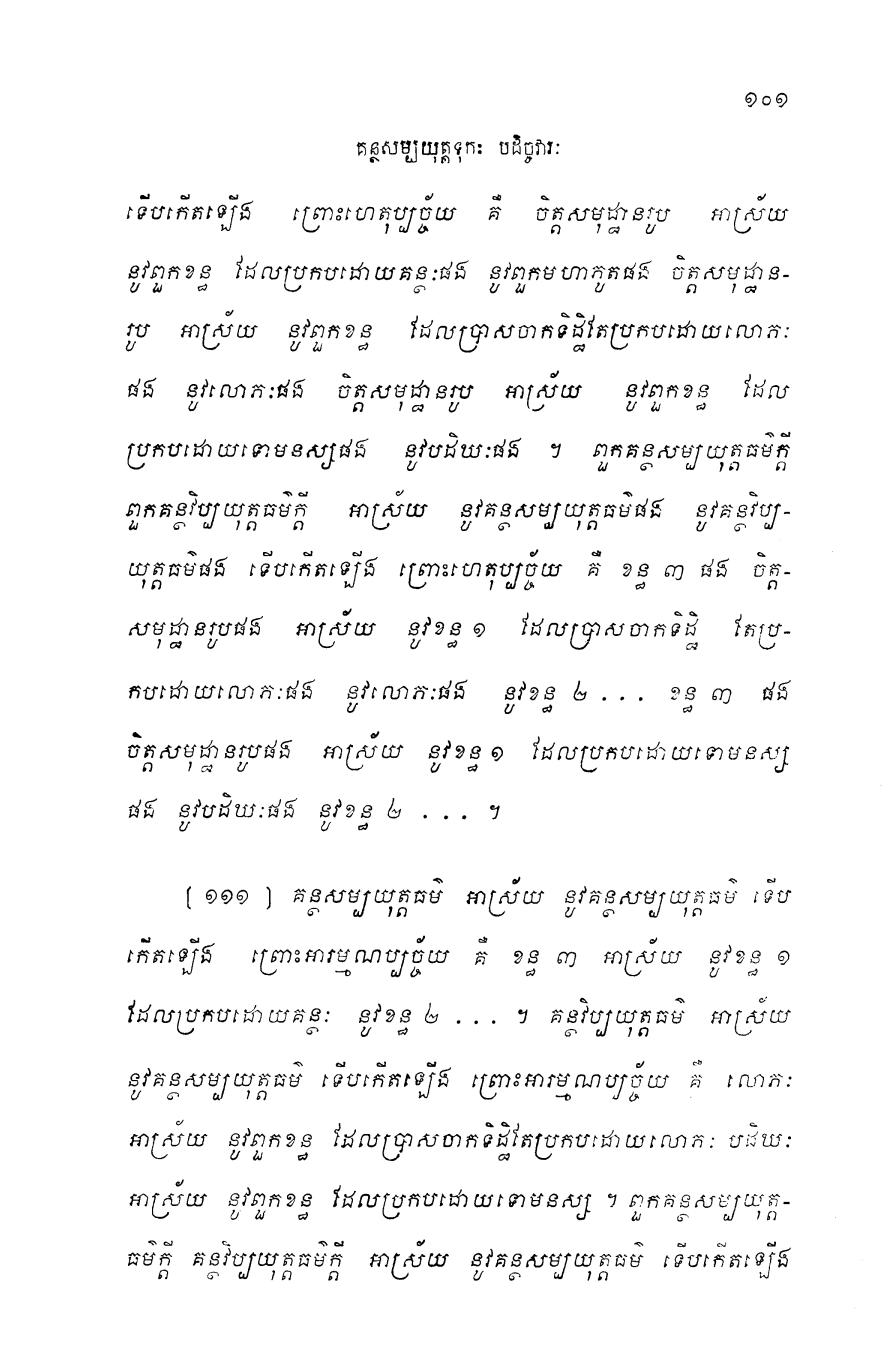 ១០១
គន្ថសម្បយុត្តទុកៈ បដិច្ចវារៈ
ទើបកើតឡើង ព្រោះហេតុប្បច្ច័យ គឺ ចិត្តសមុដ្ឋានរូប អាស្រ័យ
នូវពួកខន្ធ ដែលប្រកបដោយគន្ថៈផង នូវពួកមហាភូតផង ចិត្តសមុដ្ឋាន-
រូប អាស្រ័យ នូវពួកខន្ធ ដែលប្រាសចាកទិដ្ឋិតែប្រកបដោយលោភៈ
ផង នូវលោភៈផង ចិត្តសមុដ្ឋានរូប អាស្រ័យ នូវពួកខន្ធ ដែល
ប្រកបដោយទោមនស្សផង នូវបដិឃៈផង ។ ពួកគន្ថសម្បយុត្តធម៌ក្តី
ពួកគន្ថវិប្បយុត្តធម៌ក្តី អាស្រ័យ នូវគន្ថសម្បយុត្តធម៌ផង នូវគន្ថវិប្ប-
យុត្តធម៌ផង ទើបកើតឡើង ព្រោះហេតុប្បច្ច័យ គឺ ខន្ធ ៣ ផង ចិត្ត-
សមុដ្ឋានរូបផង អាស្រ័យ នូវខន្ធ ១ ដែលប្រាសចាកទិដ្ឋិ តែប្រ-
កបដោយលោភៈផង នូវលោភៈផង នូវខន្ធ ២ ... ខន្ធ ៣ ផង
ចិត្តសមុដ្ឋានរូបផង អាស្រ័យ នូវខន្ធ ១ ដែលប្រកបដោយទោមនស្ស
ផង នូវបដិឃៈផង នូវខន្ធ ២ ... ។
[ ១១១ ] គន្ថសម្បយុត្តធម៌ អាស្រ័យ នូវគន្ថសម្បយុត្តធម៌ ទើប
កើតឡើង ព្រោះអារម្មណប្បច្ច័យ គឺ ខន្ធ ៣ អាស្រ័យ នូវខន្ធ ១
ដែលប្រកបដោយគន្ថៈ នូវខន្ធ ២ ... ។ គន្ថវិប្បយុត្តធម៌ អាស្រ័យ
នូវគន្ថសម្បយុត្តធម៌ ទើបកើតឡើង ព្រោះអារម្មណប្បច្ច័យ គឺ លោភៈ
អាស្រ័យ នូវពួកខន្ធ ដែលប្រាសចាកទិដ្ឋិតែប្រកបដោយលោភៈ បដិឃៈ
អាស្រ័យ នូវពួកខន្ធ ដែលប្រកបដោយទោមនស្ស ។ ពួកគន្ថសម្បយុត្ត-
ធម៌ក្តី គន្ថវិប្បយុត្តធម៌ក្តី អាស្រ័យ នូវគន្ថសម្បយុត្តធម៌ ទើបកើតឡើង